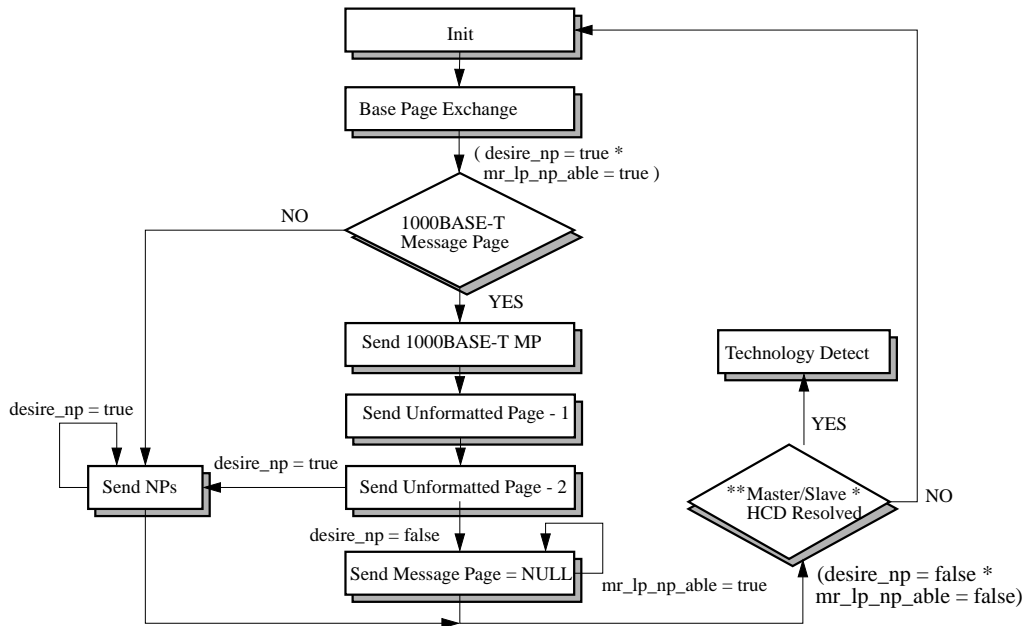 Init
Base Page Exchange
( desire_np = true *
mr_lp_np_able = true )
NO
1000BASE-T
Message Page
YES
Send 1000BASE-T MP
Technology Detect
desire_np = true
Send Unformatted Page - 1
YES
desire_np = true
Send NPs
Send Unformatted Page - 2
**Master/Slave *
HCD Resolved
NO
desire_np = false
Send Message Page = NULL
mr_lp_np_able = true
(desire_np = false *
mr_lp_np_able = false)